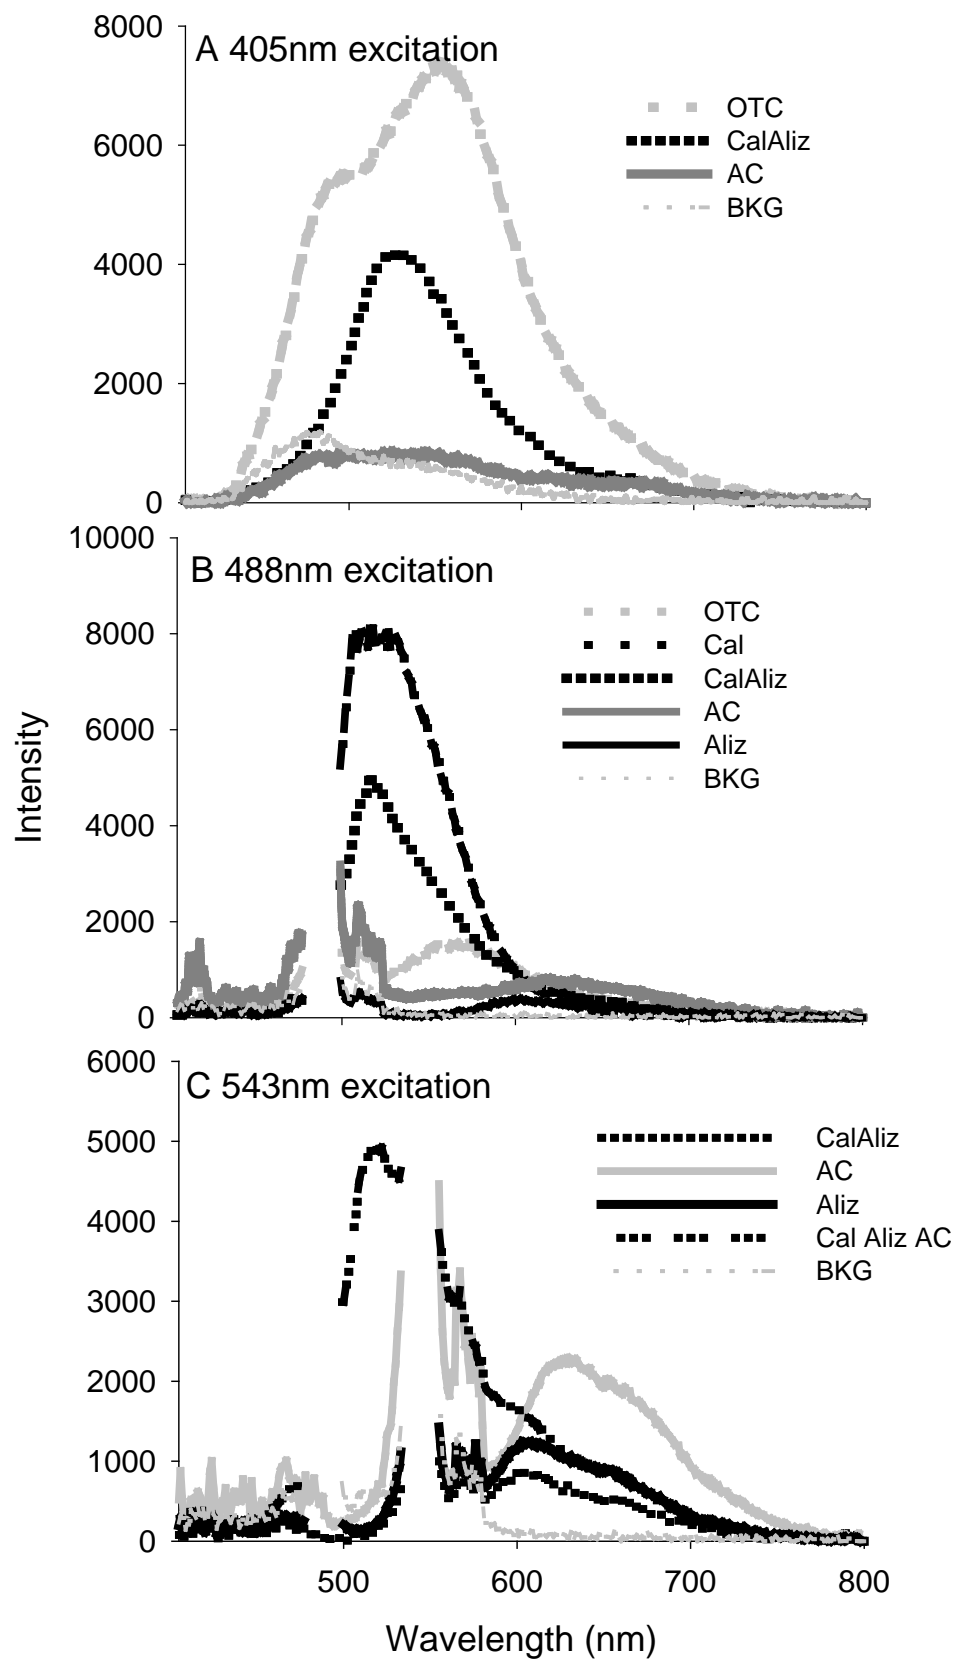 8000
A 405nm excitation
OTC
CalAliz
AC
BKG
6000
4000
2000
0
10000
B 488nm excitation
OTC
Cal
CalAliz
AC
Aliz
BKG
8000
6000
4000
2000
0
Intensity
6000
C 543nm excitation
CalAliz
AC
Aliz
Cal Aliz AC
BKG
5000
4000
3000
2000
1000
0
500 600 700 800
Wavelength (nm)